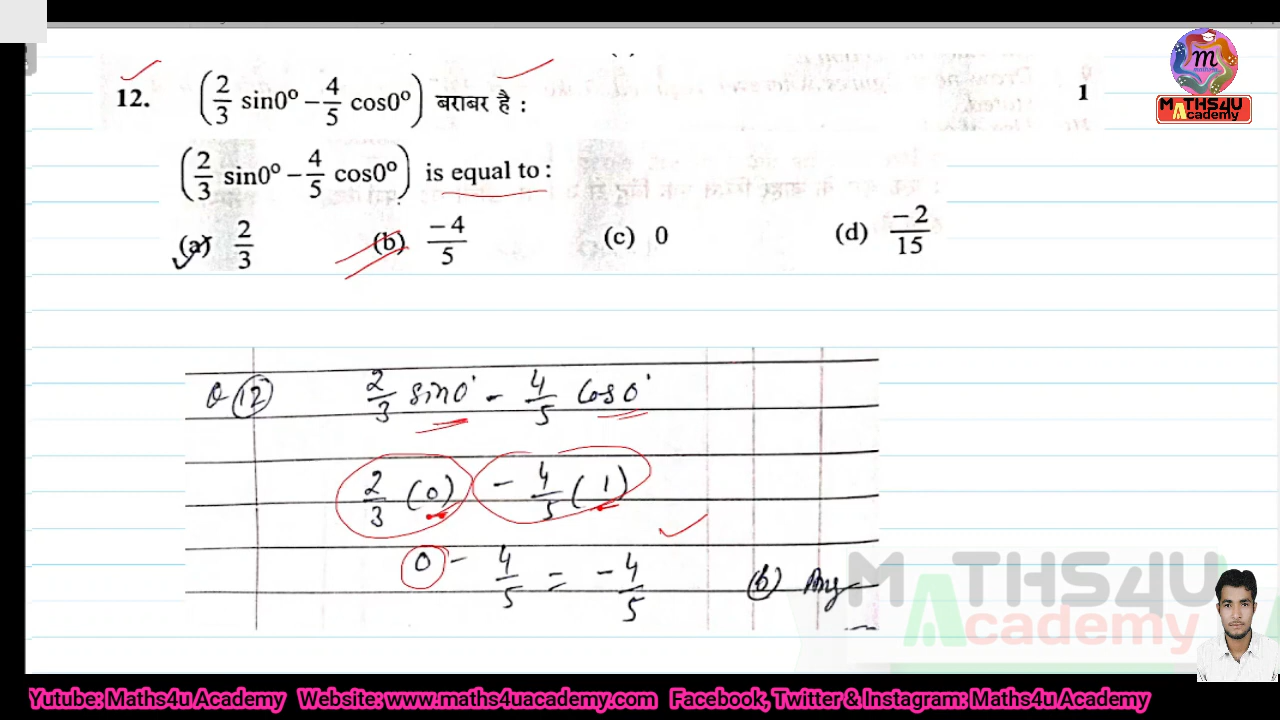 12. (2/3 sin0° – 4/5 cos0°) बराबर है : 1
(2/3 sin0° – 4/5 cos0°) is equal to :
(a) 2/3 (b) –4/5 (c) 0 (d) –2/15
Q 12 2/3 sin0° - 4/5 cos0°
2/3 (0) - 4/5 (1)
0 - 4/5 = -4/5 (b) Ans
m
MATHS4U
Academy
MATHS4U
Academy
Yutube: Maths4u Academy Website: www.maths4uacademy.com Facebook, Twitter & Instagram: Maths4u Academy